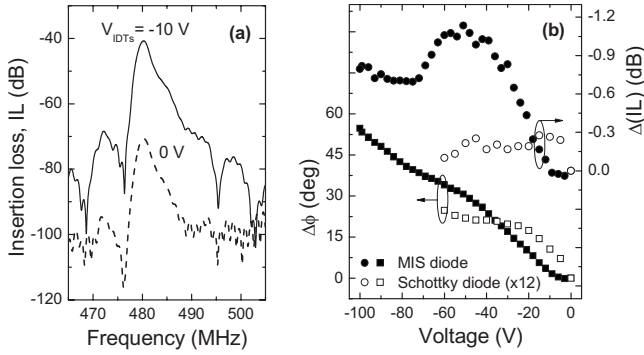 V_IDTs = -10 V
(a)
0 V
Insertion loss, IL (dB)
-20
-40
-60
-80
-100
-120
470
480
490
500
Frequency (MHz)
(b)
-1.2
-0.9
-0.6
-0.3
0.0
Δ(IL) (dB)
60
45
30
15
0
Δϕ (deg)
MIS diode
Schottky diode (x12)
-100
-80
-60
-40
-20
0
Voltage (V)